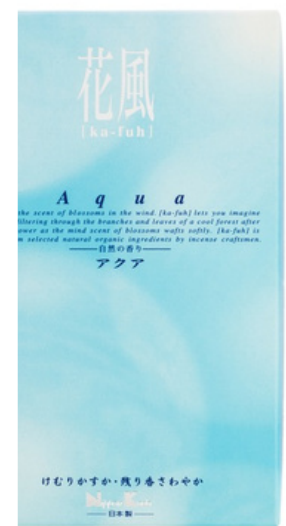 花風
[ka-fuh]
Aqua
the scent of blossoms in the wind. [ka-fuh] lets you imagine
filtering through the branches and leaves of a cool forest after
ower as the mind scent of blossoms wafts softly. [ka-fuh] is
m selected natural organic ingredients by incense craftsmen.
自然の香り
アクア
けむりかすか・残り香さわやか
Nippon Kodo
日本製